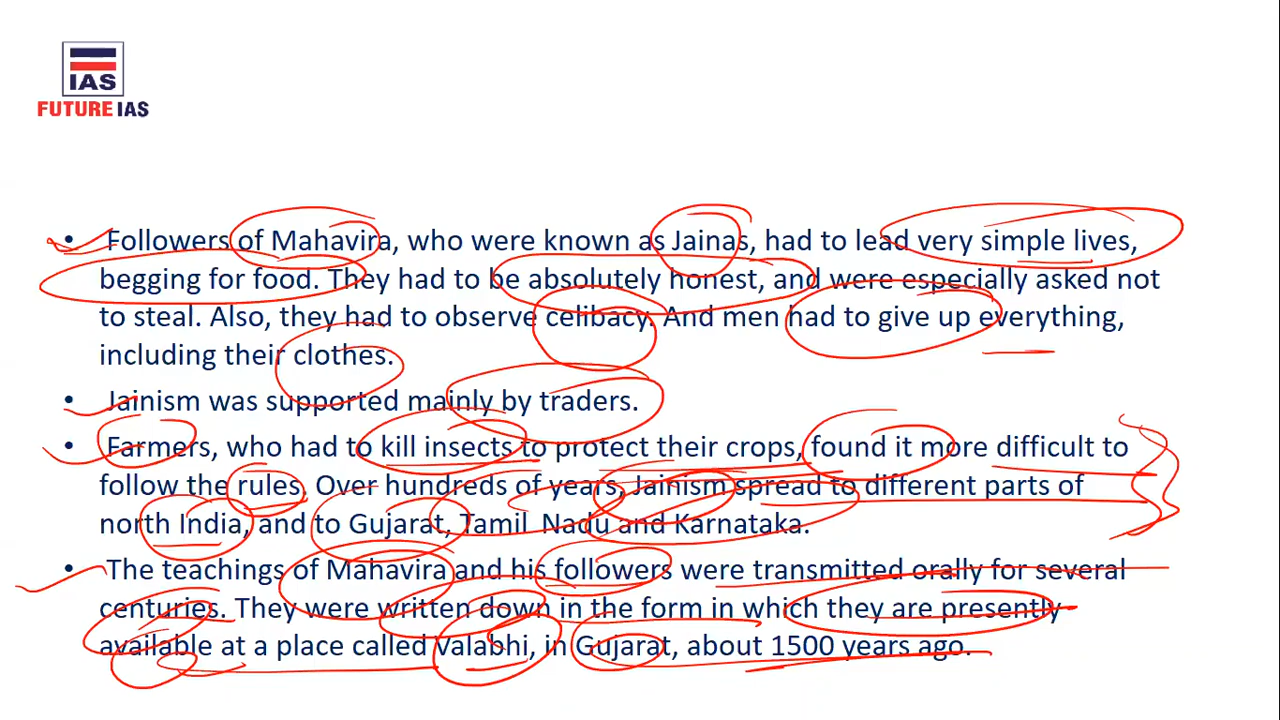 IAS
FUTURE IAS
• Followers of Mahavira, who were known as Jainas, had to lead very simple lives,
begging for food. They had to be absolutely honest, and were especially asked not
to steal. Also, they had to observe celibacy. And men had to give up everything,
including their clothes.
• Jainism was supported mainly by traders.
• Farmers, who had to kill insects to protect their crops, found it more difficult to
follow the rules. Over hundreds of years, Jainism spread to different parts of
north India, and to Gujarat, Tamil Nadu and Karnataka.
• The teachings of Mahavira and his followers were transmitted orally for several
centuries. They were written down in the form in which they are presently
available at a place called Valabhi, in Gujarat, about 1500 years ago.